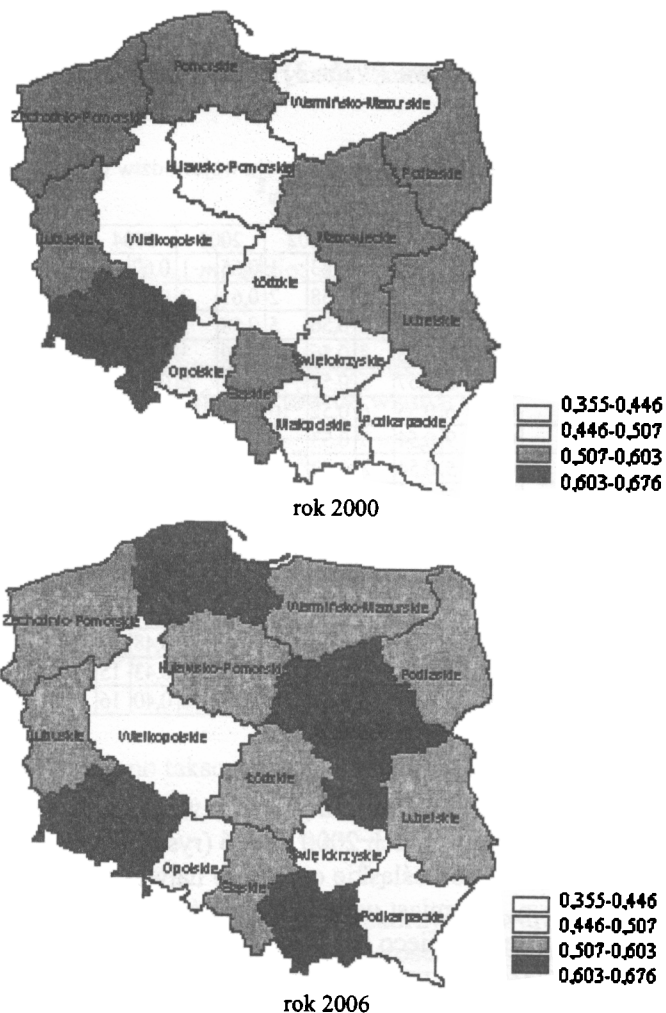 Pomorskie
Warmińsko-Mazurskie
Zachodnio-Pomorskie
Kujawsko-Pomorskie
Podlaskie
Lubuskie
Wielkopolskie
Mazowieckie
Łódzkie
Lubelskie
Opolskie
Śląskie
Świętokrzyskie
Małopolskie
Podkarpackie
0,355-0,446
0,446-0,507
0,507-0,603
0,603-0,676
rok 2000
Warmińsko-Mazurskie
Zachodnio-Pomorskie
Kujawsko-Pomorskie
Podlaskie
Lubuskie
Wielkopolskie
Łódzkie
Lubelskie
Opolskie
Śląskie
Świętokrzyskie
Podkarpackie
0,355-0,446
0,446-0,507
0,507-0,603
0,603-0,676
rok 2006